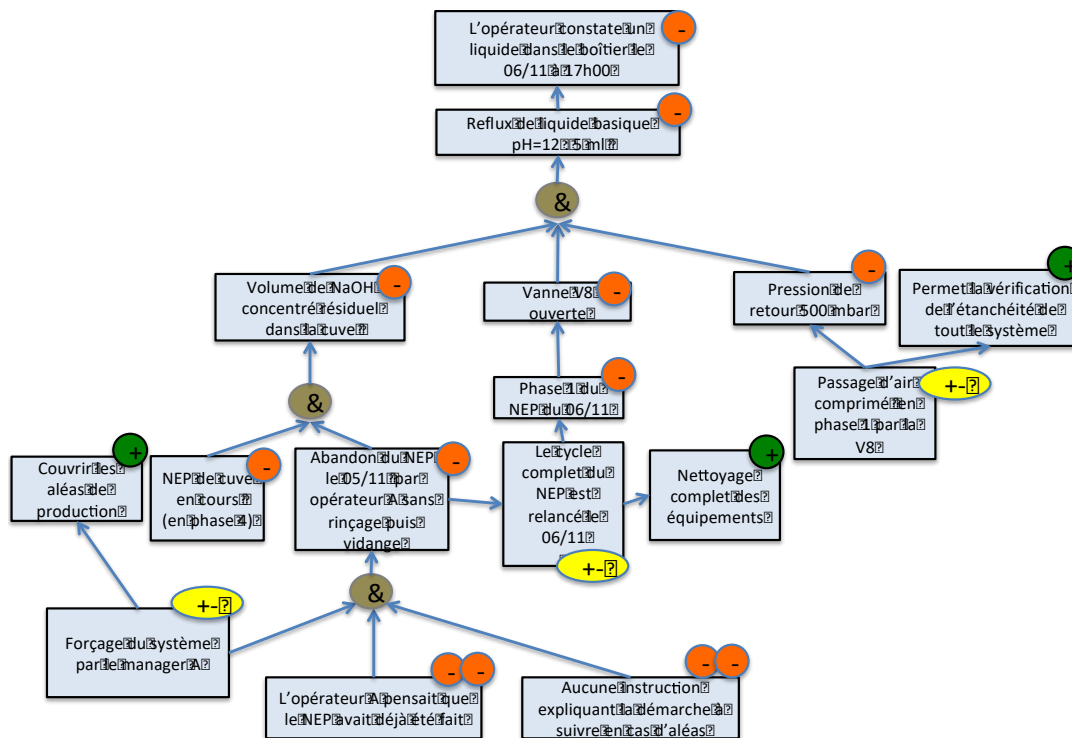 L'opérateur constate un
liquide dans le boîtier le
06/11 à 17h00
-
Reflux de liquide basique
pH=12 5 ml
-
&
Volume de NaOH
concentré résiduel
dans la cuve
-
Vanne V8
ouverte
-
Pression de
retour 500 mbar
-
Permet la vérification
de l'étanchéité de
tout le système
+
&
Phase 1 du
NEP du 06/11
-
Passage d'air
comprimé en
phase 1 par la
V8
+-
Couvrir les
aléas de
production
+
NEP de cuve
en cours
(en phase 4)
-
Abandon du NEP
le 05/11 par
opérateur A sans
rinçage puis
vidange
-
Le cycle
complet du
NEP est
relancé le
06/11
+-
Nettoyage
complet des
équipements
+
&
Forçage du système
par le manager A
+-
L'opérateur A pensait que
le NEP avait déjà été fait
- -
Aucune instruction
expliquant la démarche à
suivre en cas d'aléas
- -